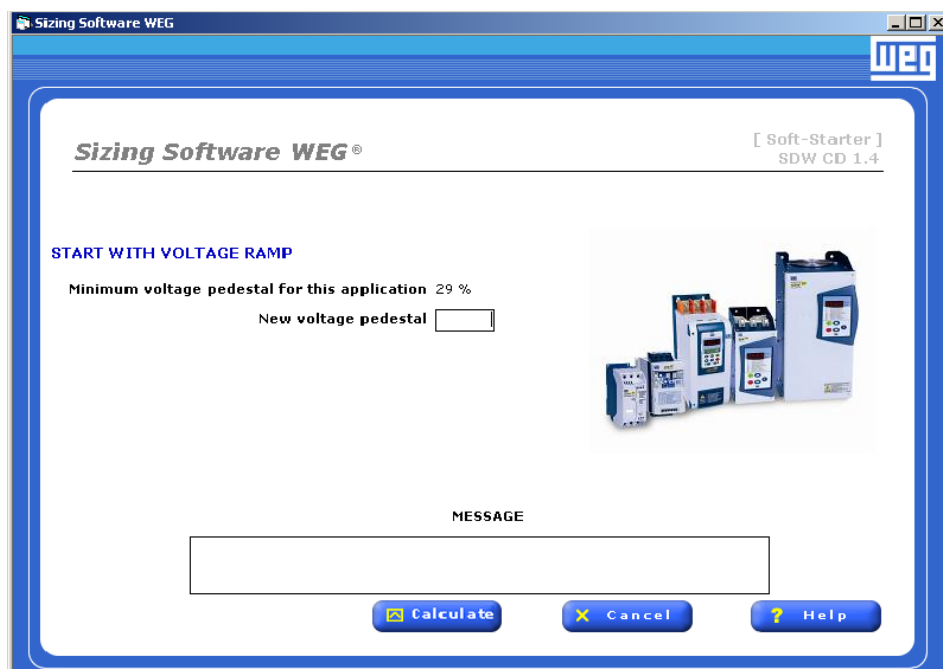 Sizing Software WEG
weg
Sizing Software WEG®
[ Soft-Starter ]
SDW CD 1.4
START WITH VOLTAGE RAMP
Minimum voltage pedestal for this application 29 %
New voltage pedestal
MESSAGE
Calculate
Cancel
? Help